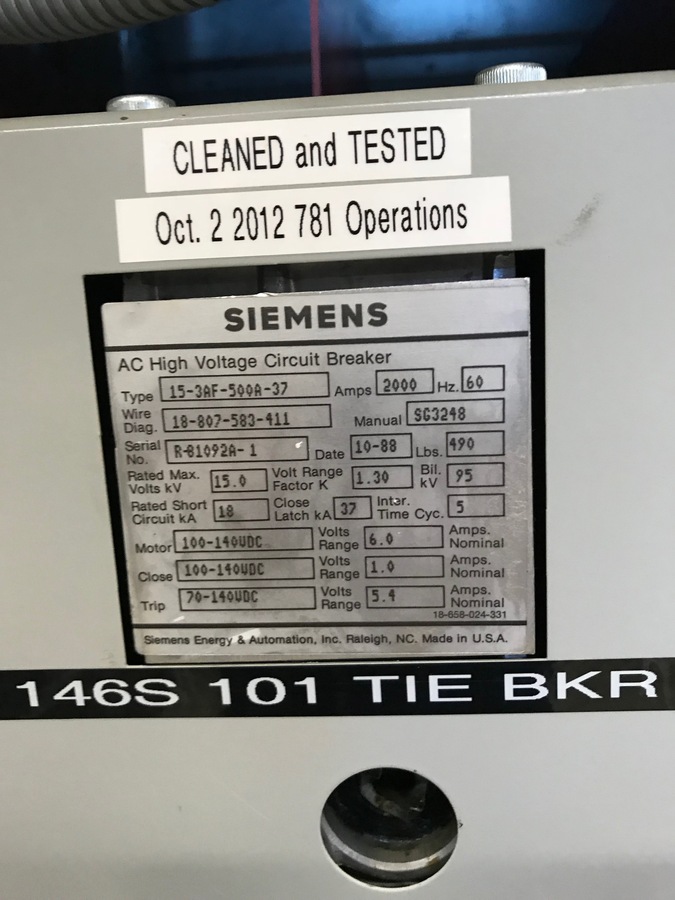 CLEANED and TESTED
Oct. 2 2012 781 Operations
SIEMENS
AC High Voltage Circuit Breaker
Type 15-3AF-500A-37 Amps 2000 Hz. 60
Wire Diag. 18-807-583-411 Manual SG3248
Serial No. R-81092A-1 Date 10-88 Lbs. 490
Rated Max. Volts kV 15.0 Volt Range Factor K 1.30 Bil. kV 95
Rated Short Circuit kA 18 Close Latch kA 37 Inter. Time Cyc. 5
Motor 100-140VDC Volts Range 6.0 Amps. Nominal
Close 100-140VDC Volts Range 1.0 Amps. Nominal
Trip 70-140VDC Volts Range 5.4 Amps. Nominal
18-658-024-331
Siemens Energy & Automation, Inc. Raleigh, NC. Made in U.S.A.
146S 101 TIE BKR